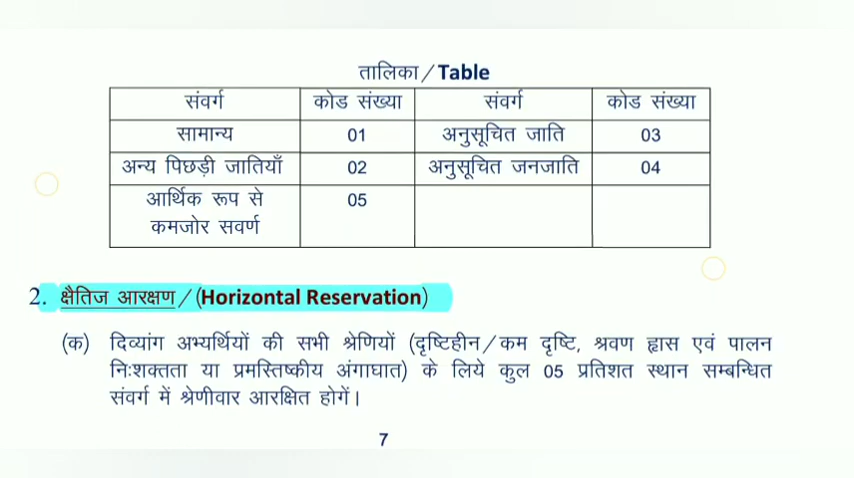 तालिका / Table
संवर्ग कोड संख्या संवर्ग कोड संख्या
सामान्य 01 अनुसूचित जाति 03
अन्य पिछड़ी जातियाँ 02 अनुसूचित जनजाति 04
आर्थिक रूप से 05
कमजोर सवर्ण
2. क्षैतिज आरक्षण / (Horizontal Reservation)
(क) दिव्यांग अभ्यर्थियों की सभी श्रेणियों (दृष्टिहीन / कम दृष्टि, श्रवण ह्रास एवं पालन
निःशक्तता या प्रमस्तिष्कीय अंगाघात) के लिये कुल 05 प्रतिशत स्थान सम्बन्धित
संवर्ग में श्रेणीवार आरक्षित होगें।
7